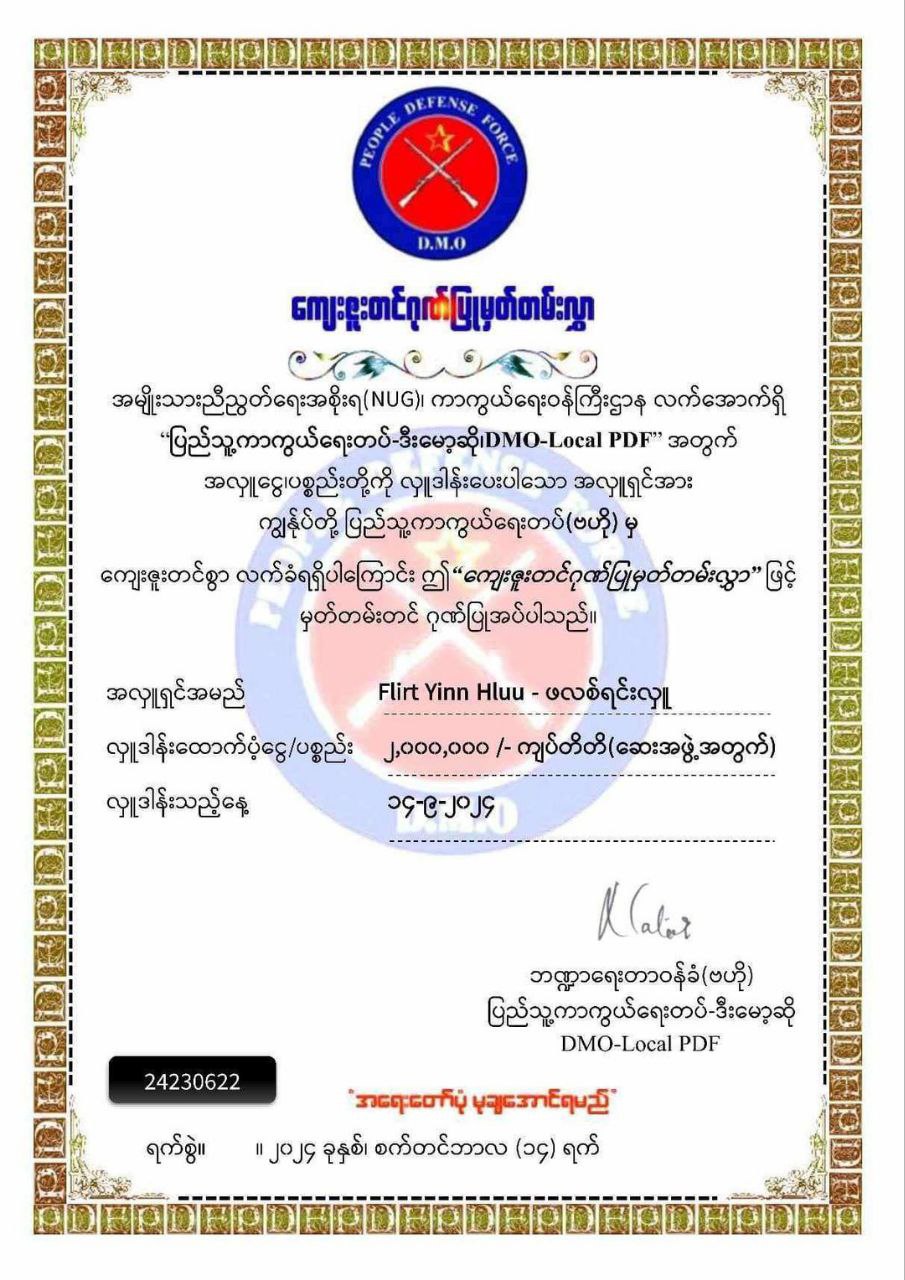 PEOPLE DEFENSE FORCE
D.M.O
ကျေးဇူးတင်ဂုဏ်ပြုမှတ်တမ်းလွှာ
အမျိုးသားညီညွတ်ရေးအစိုးရ(NUG)၊ ကာကွယ်ရေးဝန်ကြီးဌာန လက်အောက်ရှိ
“ပြည်သူ့ကာကွယ်ရေးတပ်-ဒီးမော့ဆို၊DMO-Local PDF” အတွက်
အလှူငွေ၊ပစ္စည်းတို့ကို လှူဒါန်းပေးပါသော အလှူရှင်အား
ကျွန်ုပ်တို့ ပြည်သူ့ကာကွယ်ရေးတပ်(ဗဟို) မှ
ကျေးဇူးတင်စွာ လက်ခံရရှိပါကြောင်း ဤ“ကျေးဇူးတင်ဂုဏ်ပြုမှတ်တမ်းလွှာ” ဖြင့်
မှတ်တမ်းတင် ဂုဏ်ပြုအပ်ပါသည်။
အလှူရှင်အမည် Flirt Yinn Hluu - ဖလစ်ရင်းလှူ
လှူဒါန်းထောက်ပံ့ငွေ/ပစ္စည်း ၂,၀၀၀,၀၀၀ /- ကျပ်တိတိ(ဆေးအဖွဲ့အတွက်)
လှူဒါန်းသည့်နေ့ ၁၄-၉-၂၀၂၄
ဘဏ္ဍာရေးတာဝန်ခံ(ဗဟို)
ပြည်သူ့ကာကွယ်ရေးတပ်-ဒီးမော့ဆို
DMO-Local PDF
24230622
"အရေးတော်ပုံ မုချအောင်ရမည်"
ရက်စွဲ။ ။ ၂၀၂၄ ခုနှစ်၊ စက်တင်ဘာလ (၁၄) ရက်